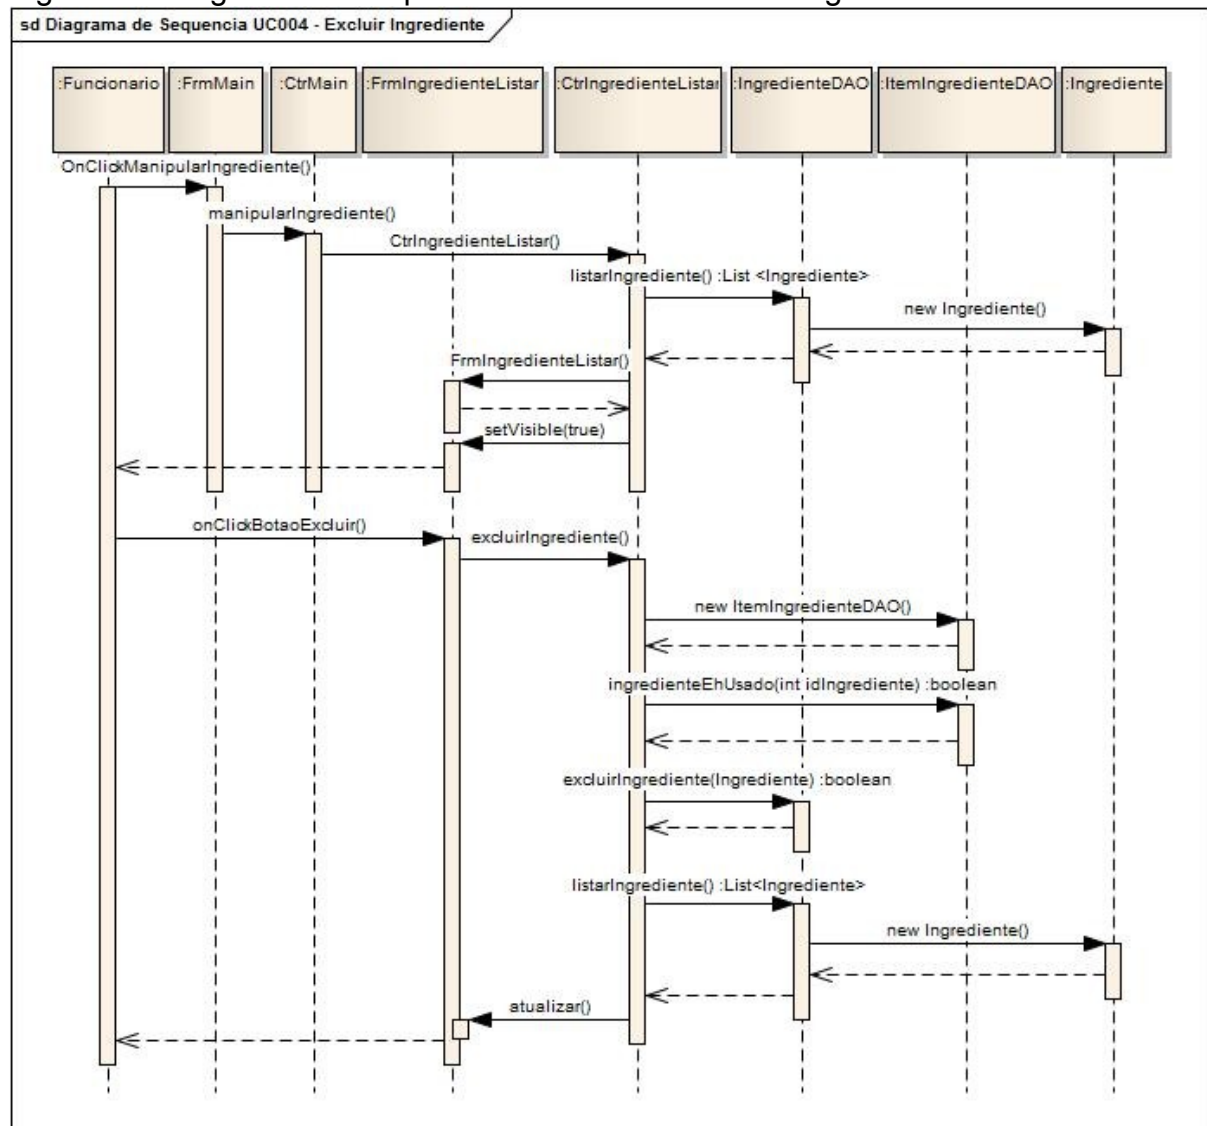 sd Diagrama de Sequencia UC004 - Excluir Ingrediente
:Funcionario
:FrmMain
:CtrMain
:FrmIngredienteListar
:CtrIngredienteListar
:IngredienteDAO
:ItemIngredienteDAO
:Ingrediente
OnClickManipularIngrediente()
manipularIngrediente()
CtrIngredienteListar()
listarIngrediente() :List <Ingrediente>
new Ingrediente()
FrmIngredienteListar()
setVisible(true)
onClickBotaoExcluir()
excluirIngrediente()
new ItemIngredienteDAO()
ingredienteEhUsado(int idIngrediente) :boolean
excluirIngrediente(Ingrediente) :boolean
listarIngrediente() :List<Ingrediente>
new Ingrediente()
atualizar()